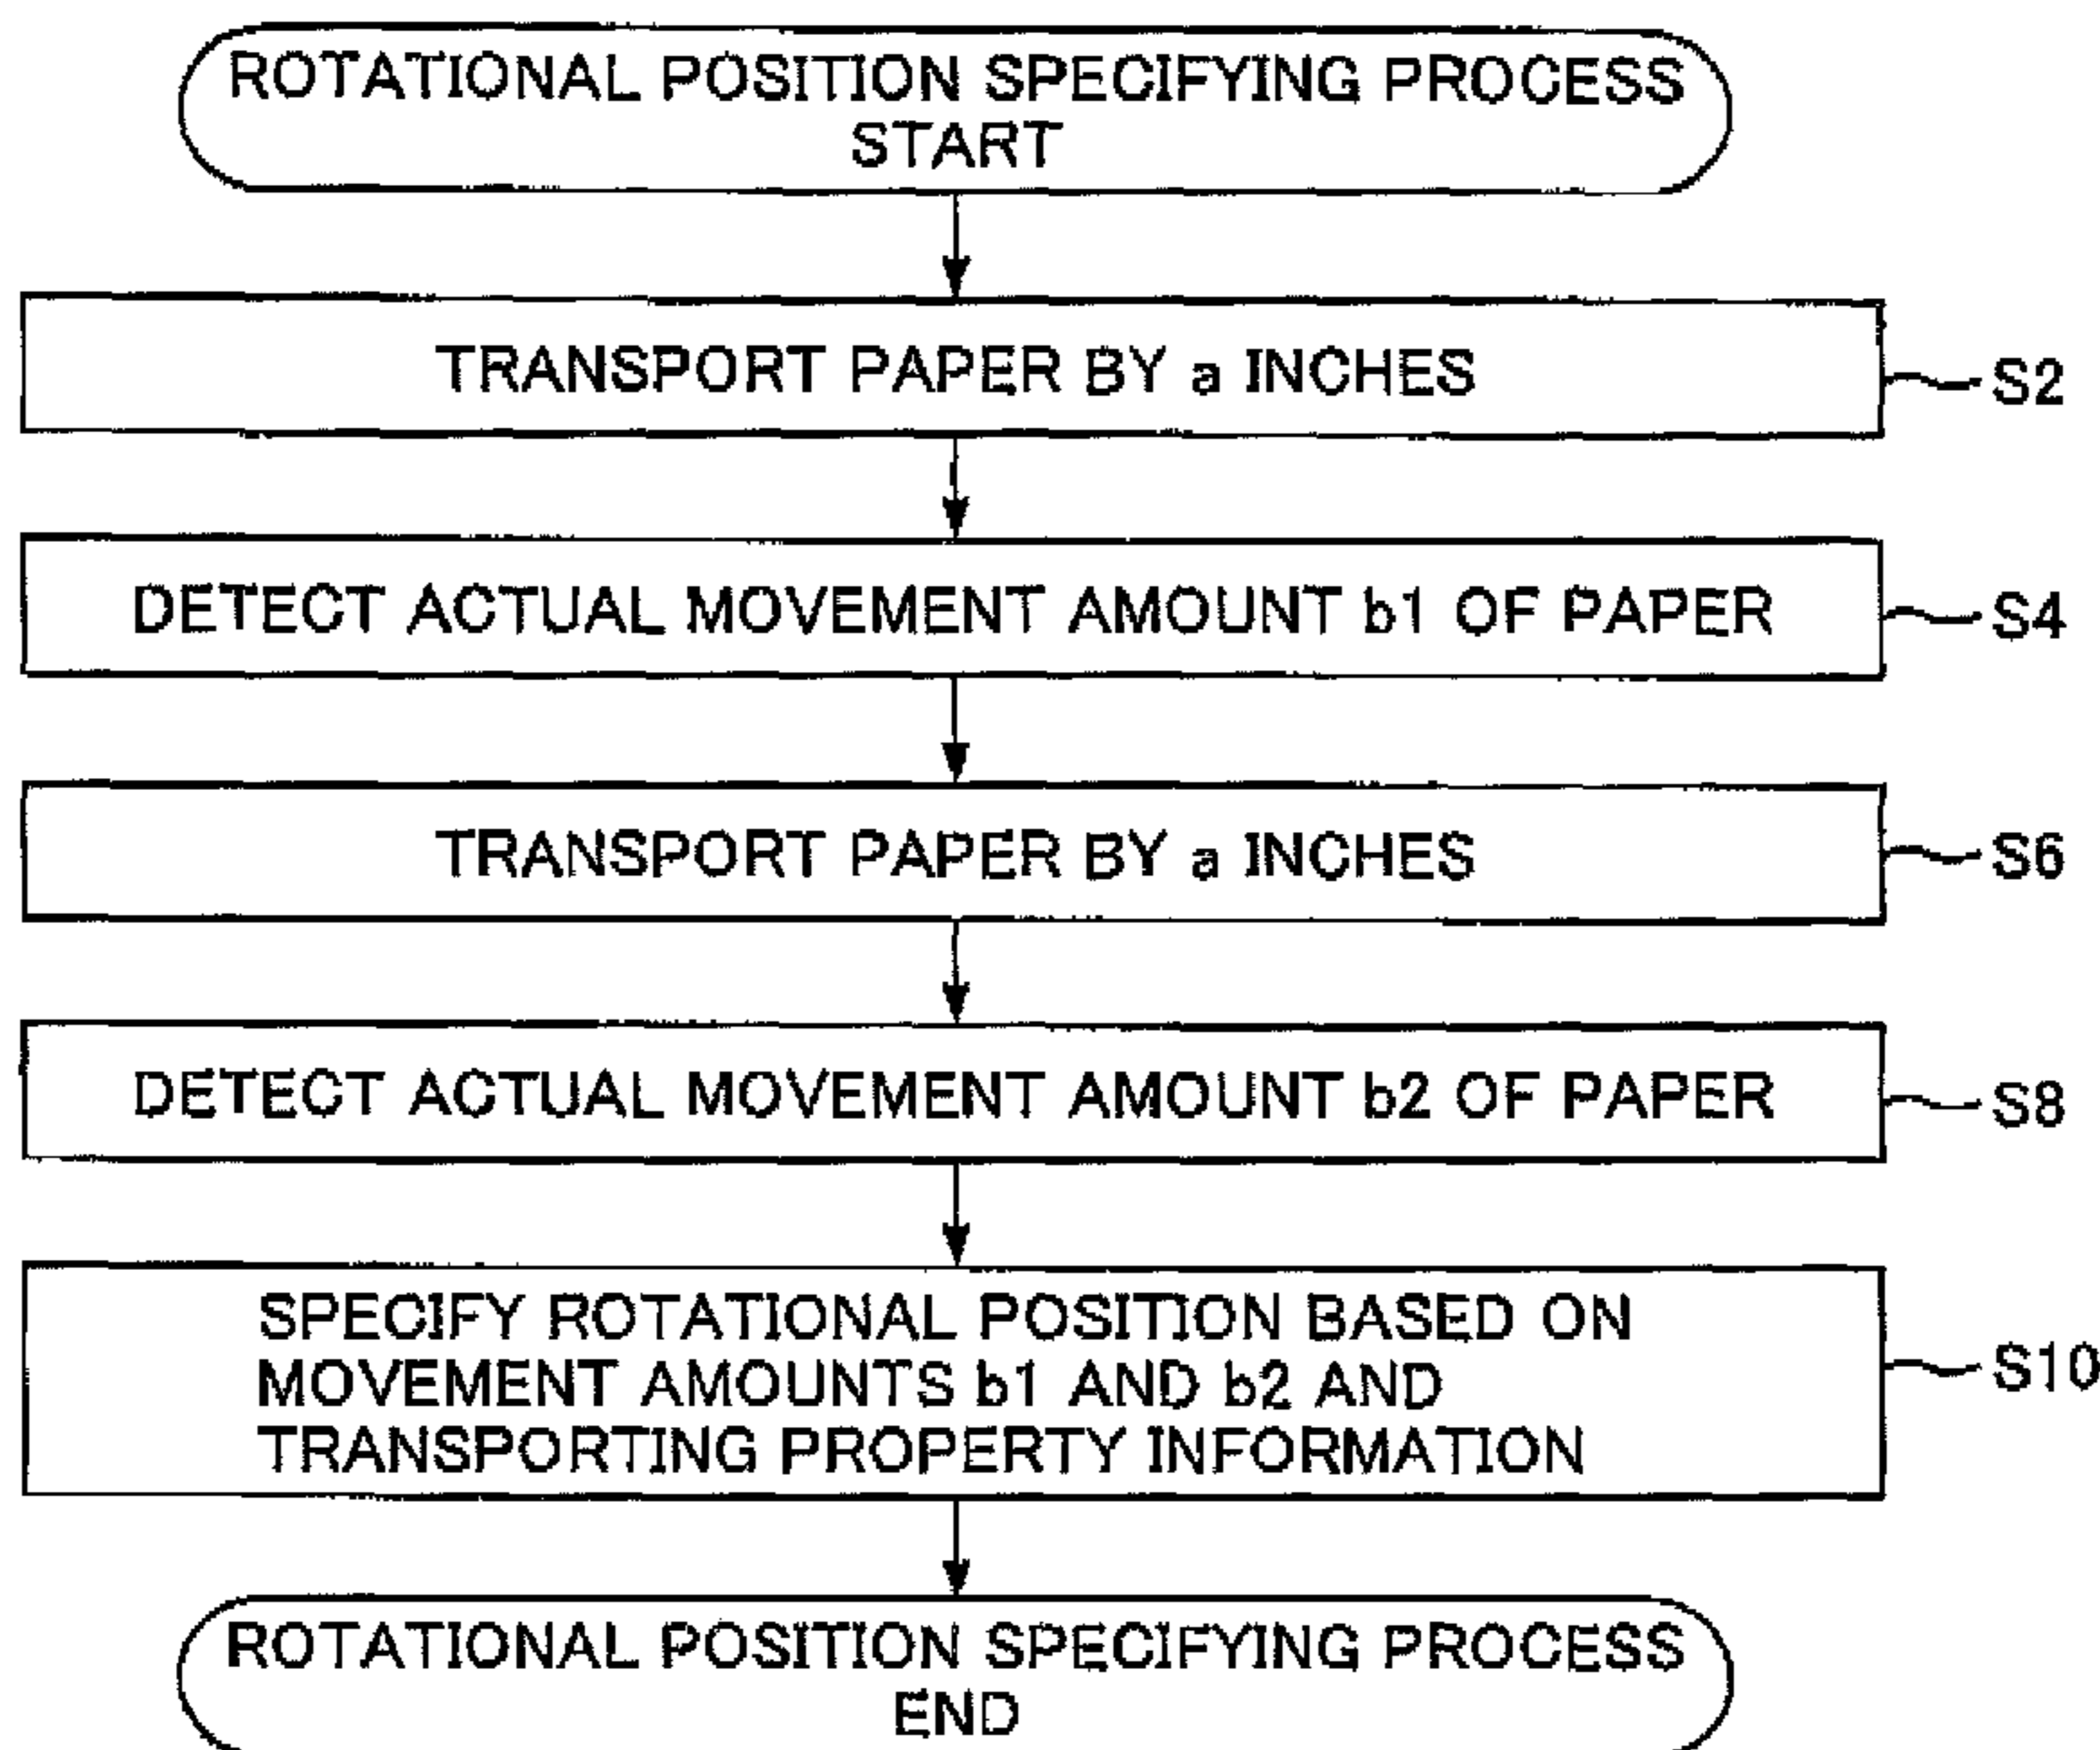 ROTATIONAL POSITION SPECIFYING PROCESS
START
TRANSPORT PAPER BY a INCHES
S2
DETECT ACTUAL MOVEMENT AMOUNT b1 OF PAPER
S4
TRANSPORT PAPER BY a INCHES
S6
DETECT ACTUAL MOVEMENT AMOUNT b2 OF PAPER
S8
SPECIFY ROTATIONAL POSITION BASED ON
MOVEMENT AMOUNTS b1 AND b2 AND
TRANSPORTING PROPERTY INFORMATION
S10
ROTATIONAL POSITION SPECIFYING PROCESS
END